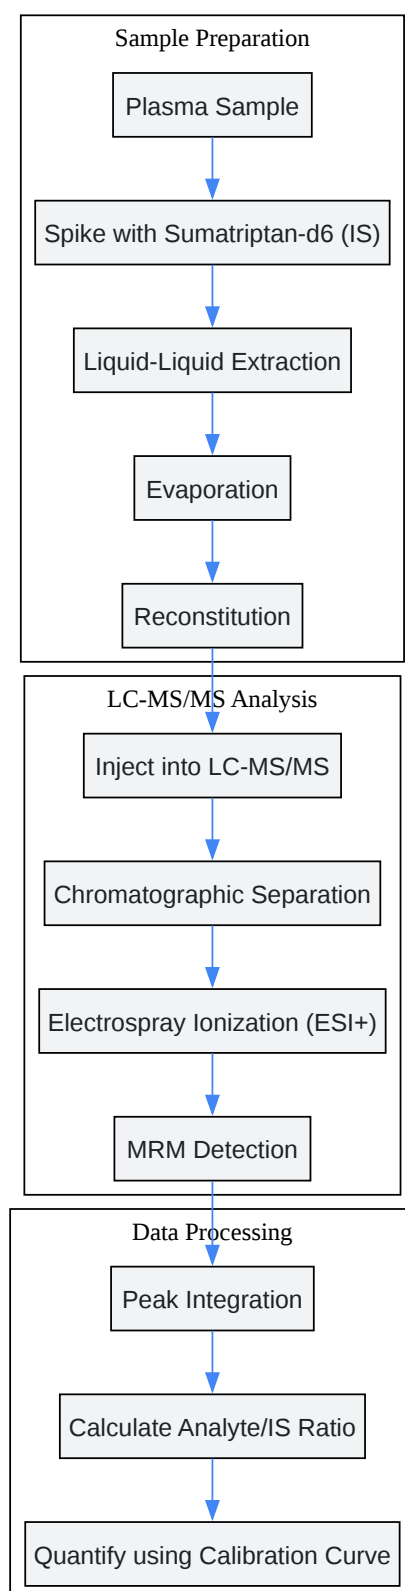 Sample Preparation
Plasma Sample
Spike with Sumatriptan-d6 (IS)
Liquid-Liquid Extraction
Evaporation
Reconstitution
LC-MS/MS Analysis
Inject into LC-MS/MS
Chromatographic Separation
Electrospray Ionization (ESI+)
MRM Detection
Data Processing
Peak Integration
Calculate Analyte/IS Ratio
Quantify using Calibration Curve